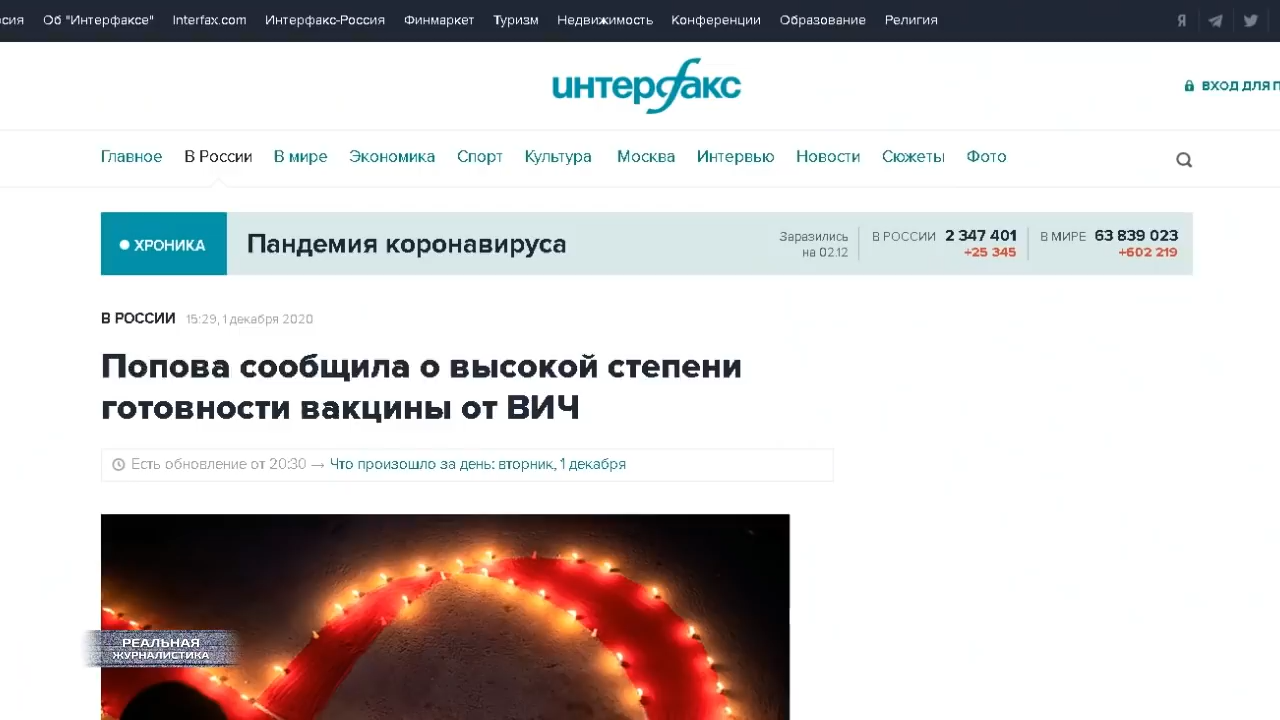 Об "Интерфаксе" Interfax.com Интерфакс-Россия Финмаркет Туризм Недвижимость Конференции Образование Религия
интерфакс
Главное В России В мире Экономика Спорт Культура Москва Интервью Новости Сюжеты Фото
ХРОНИКА
Пандемия коронавируса
Заразились
на 02.12
В РОССИИ 2 347 401
+25 345
В МИРЕ 63 839 023
+602 219
В РОССИИ 15:29, 1 декабря 2020
Попова сообщила о высокой степени
готовности вакцины от ВИЧ
Есть обновление от 20:30 → Что произошло за день: вторник, 1 декабря
РЕАЛЬНАЯ
ЖУРНАЛИСТИКА